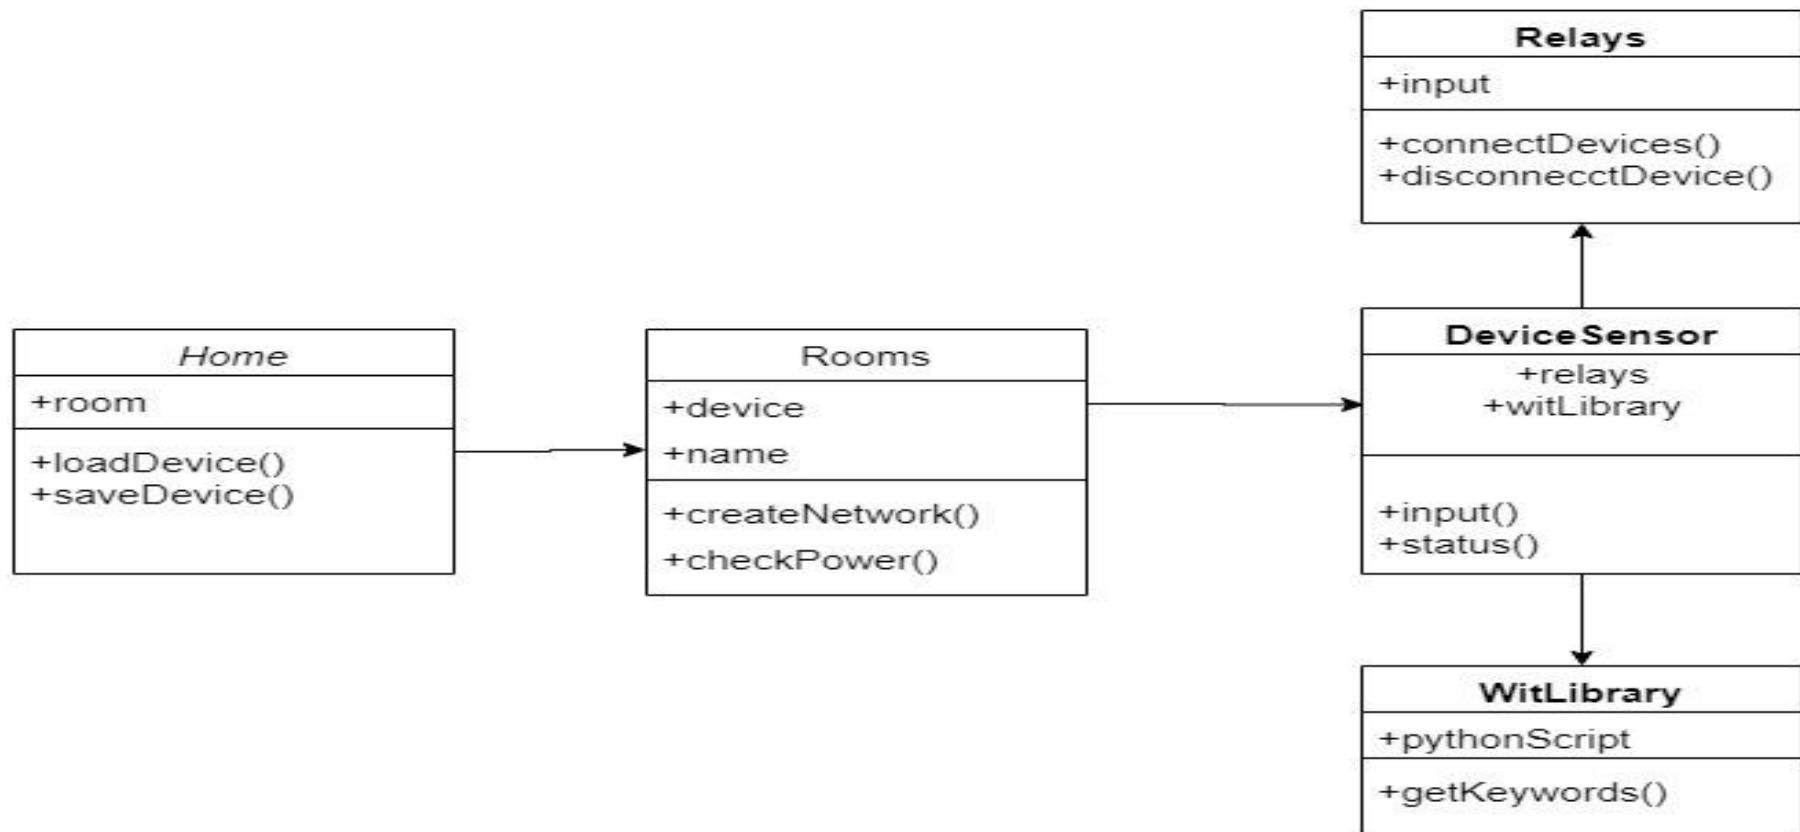 Relays
+input
+connectDevices()
+disconnecctDevice()
Home
+room
+loadDevice()
+saveDevice()
Rooms
+device
+name
+createNetwork()
+checkPower()
DeviceSensor
+relays
+witLibrary
+input()
+status()
WitLibrary
+pythonScript
+getKeywords()